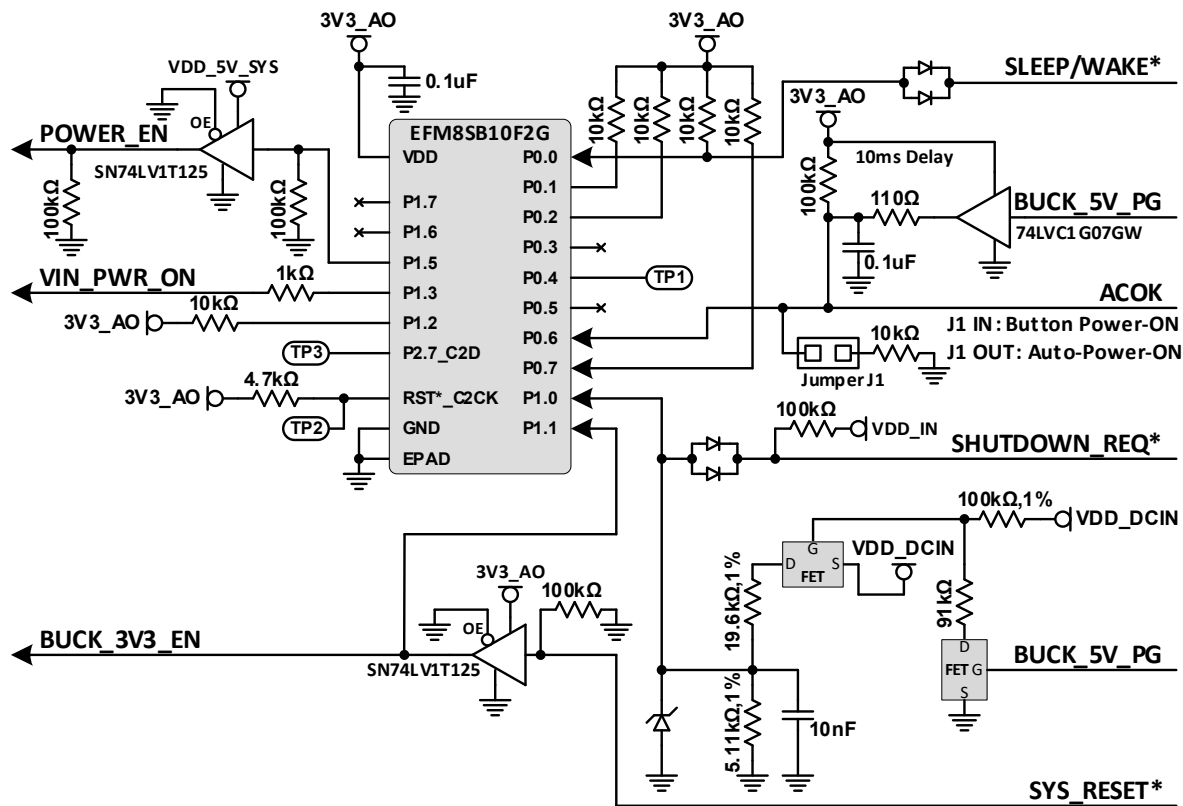 3V3_AO
3V3_AO
VDD_5V_SYS
0.1uF
SLEEP/WAKE*
3V3_AO
OE
POWER_EN
SN74LV1T125
100kΩ
100kΩ
EFM8SB10F2G
10kΩ
10kΩ
10kΩ
10kΩ
10ms Delay
100kΩ
110Ω
BUCK_5V_PG
74LVC1G07GW
0.1uF
VDD
P1.7
P1.6
P1.5
P1.3
P1.2
P2.7_C2D
RST*_C2CK
GND
EPAD
P0.0
P0.1
P0.2
P0.3
P0.4
P0.5
P0.6
P0.7
P1.0
P1.1
TP1
VIN_PWR_ON
1kΩ
3V3_AO
10kΩ
TP3
3V3_AO
4.7kΩ
TP2
ACOK
J1 IN: Button Power-ON
J1 OUT: Auto-Power-ON
10kΩ
Jumper J1
100kΩ
VDD_IN
SHUTDOWN_REQ*
100kΩ,1%
VDD_DCIN
G
D
S
FET
VDD_DCIN
19.6kΩ,1%
91kΩ
D
FET
G
S
BUCK_5V_PG
3V3_AO
100kΩ
OE
BUCK_3V3_EN
SN74LV1T125
5.11kΩ,1%
10nF
SYS_RESET*